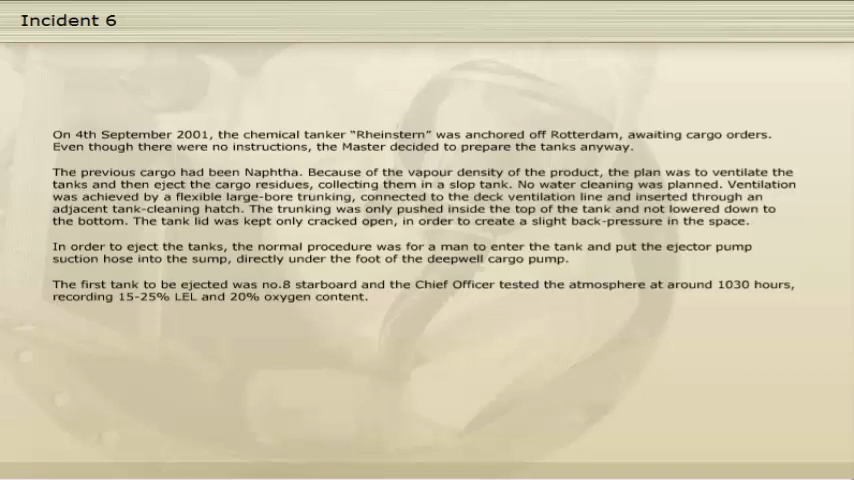 Incident 6
On 4th September 2001, the chemical tanker “Rheinstern” was anchored off Rotterdam, awaiting cargo orders.
Even though there were no instructions, the Master decided to prepare the tanks anyway.
The previous cargo had been Naphtha. Because of the vapour density of the product, the plan was to ventilate the
tanks and then eject the cargo residues, collecting them in a slop tank. No water cleaning was planned. Ventilation
was achieved by a flexible large-bore trunking, connected to the deck ventilation line and inserted through an
adjacent tank-cleaning hatch. The trunking was only pushed inside the top of the tank and not lowered down to
the bottom. The tank lid was kept only cracked open, in order to create a slight back-pressure in the space.
In order to eject the tanks, the normal procedure was for a man to enter the tank and put the ejector pump
suction hose into the sump, directly under the foot of the deepwell cargo pump.
The first tank to be ejected was no.8 starboard and the Chief Officer tested the atmosphere at around 1030 hours,
recording 15-25% LEL and 20% oxygen content.